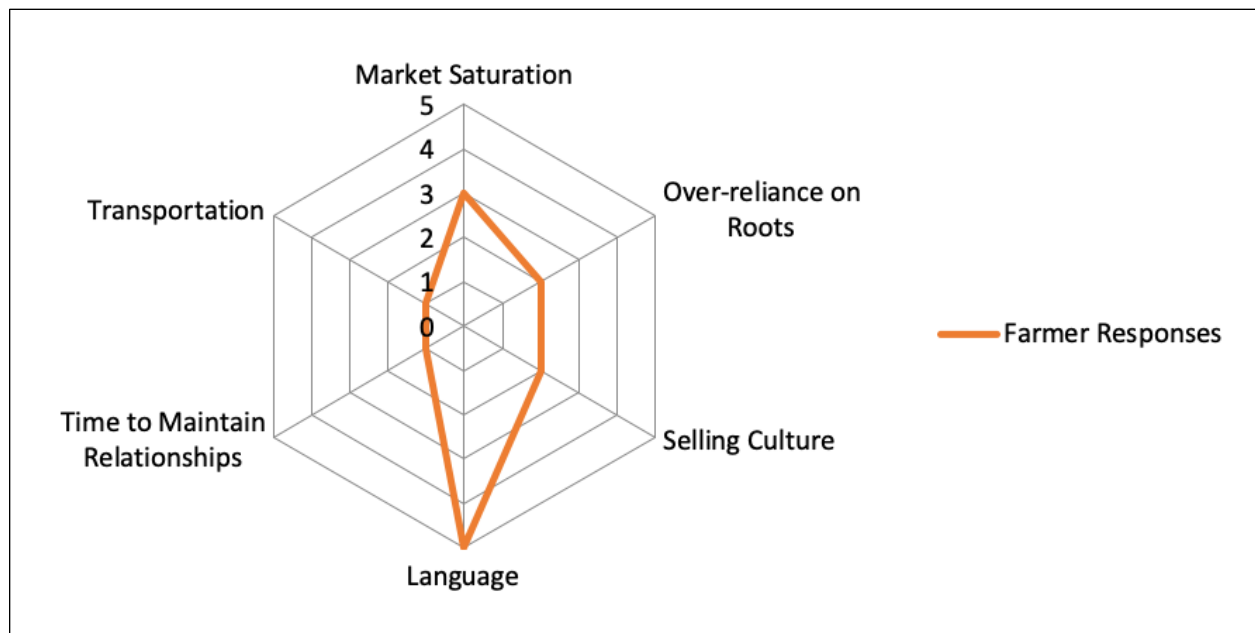 Market Saturation
5
4
3
2
1
0
Over-reliance on
Roots
Selling Culture
Language
Time to Maintain
Relationships
Transportation
Farmer Responses